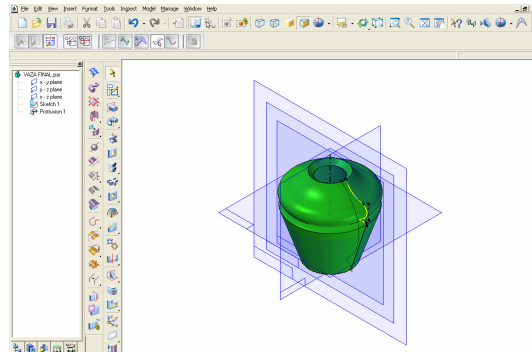 File Edit View Insert Format Tools Inspect Model Manage Window Help
VAZA FINAL.par
x - y plane
y - z plane
x - z plane
Sketch 1
Protrusion 1